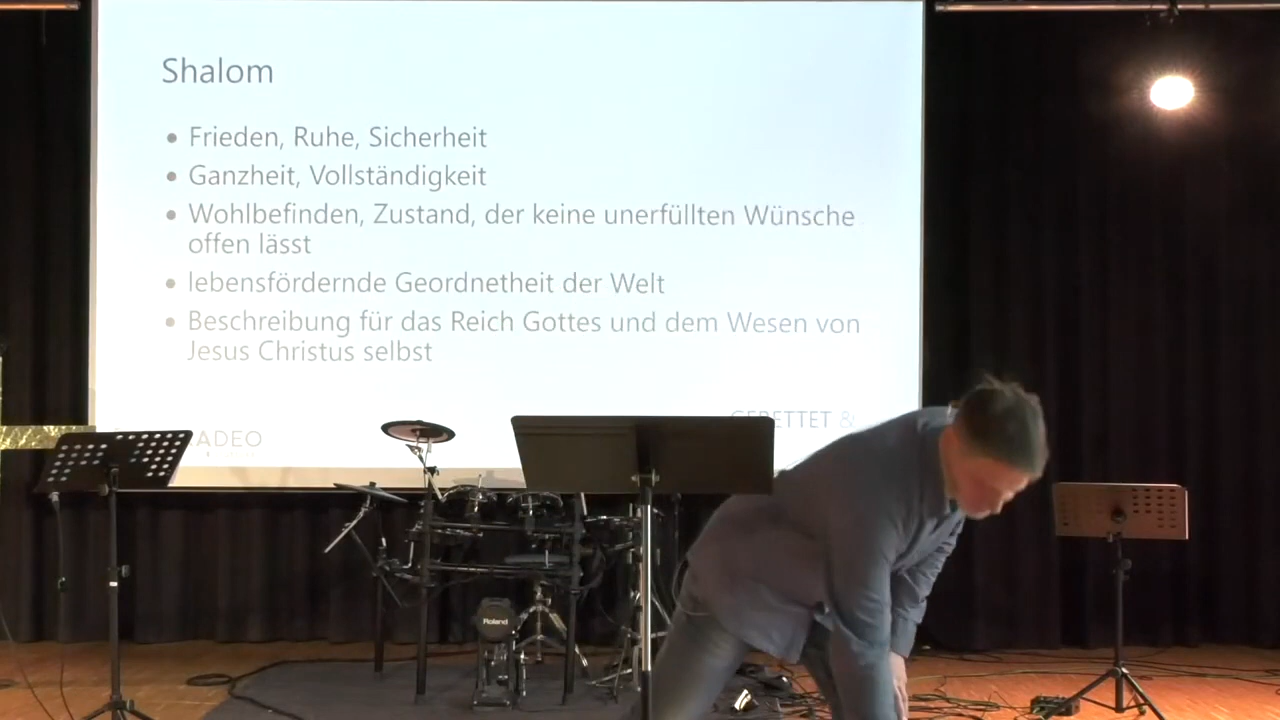 Shalom
• Frieden, Ruhe, Sicherheit
• Ganzheit, Vollständigkeit
• Wohlbefinden, Zustand, der keine unerfüllten Wünsche
offen lässt
• lebensfördernde Geordnetheit der Welt
• Beschreibung für das Reich Gottes und dem Wesen von
Jesus Christus selbst
GERETTET &
ADEO
Roland